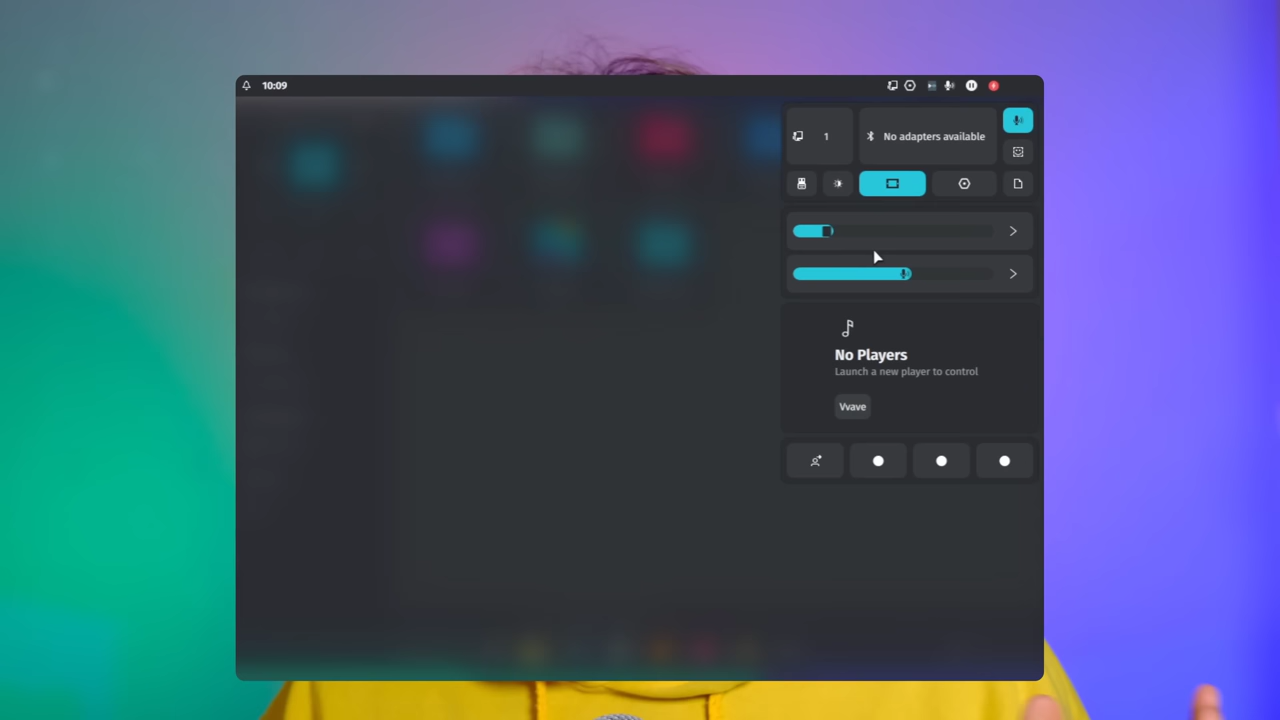 10:09
1
No adapters available
No Players
Launch a new player to control
Vvave